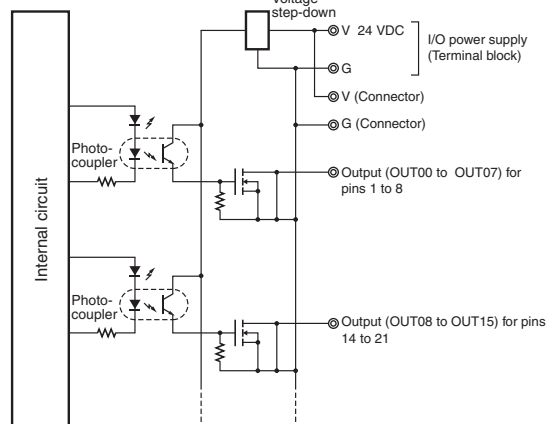 Voltage
step-down
V 24 VDC
I/O power supply
(Terminal block)
G
V (Connector)
G (Connector)
Photo-
coupler
Output (OUT00 to OUT07) for
pins 1 to 8
Internal circuit
Photo-
coupler
Output (OUT08 to OUT15) for pins
14 to 21